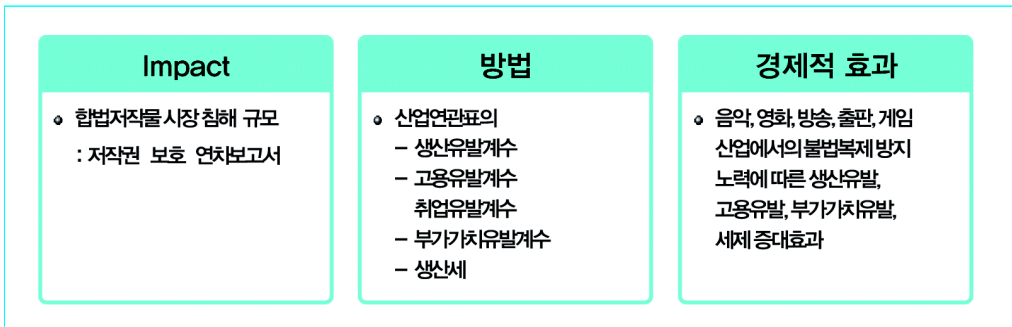 Impact
• 합법저작물 시장 침해 규모
: 저작권 보호 연차보고서
방법
• 산업연관표의
– 생산유발계수
– 고용유발계수
취업유발계수
– 부가가치유발계수
– 생산세
경제적 효과
• 음악, 영화, 방송, 출판, 게임
산업에서의 불법복제 방지
노력에 따른 생산유발,
고용유발, 부가가치유발,
세제 증대효과